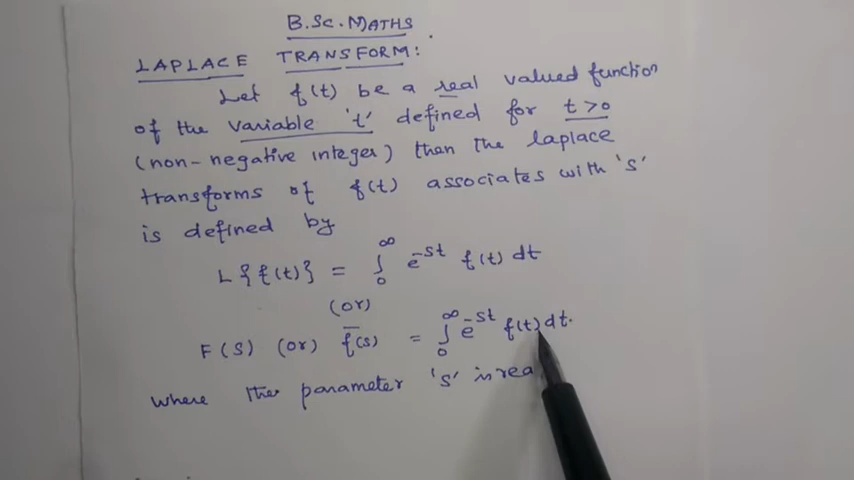 B.Sc. MATHS
LAPLACE TRANSFORM:
Let f(t) be a real valued function
of the variable 't' defined for t >0
(non-negative integer) than the laplace
transforms of f(t) associates with 's'
is defined by
L{f(t)} = ∫₀^∞ e^-st f(t) dt
(or)
F(S) (or) f̅(s) = ∫₀^∞ e^-st f(t)dt.
where the parameter 's' is